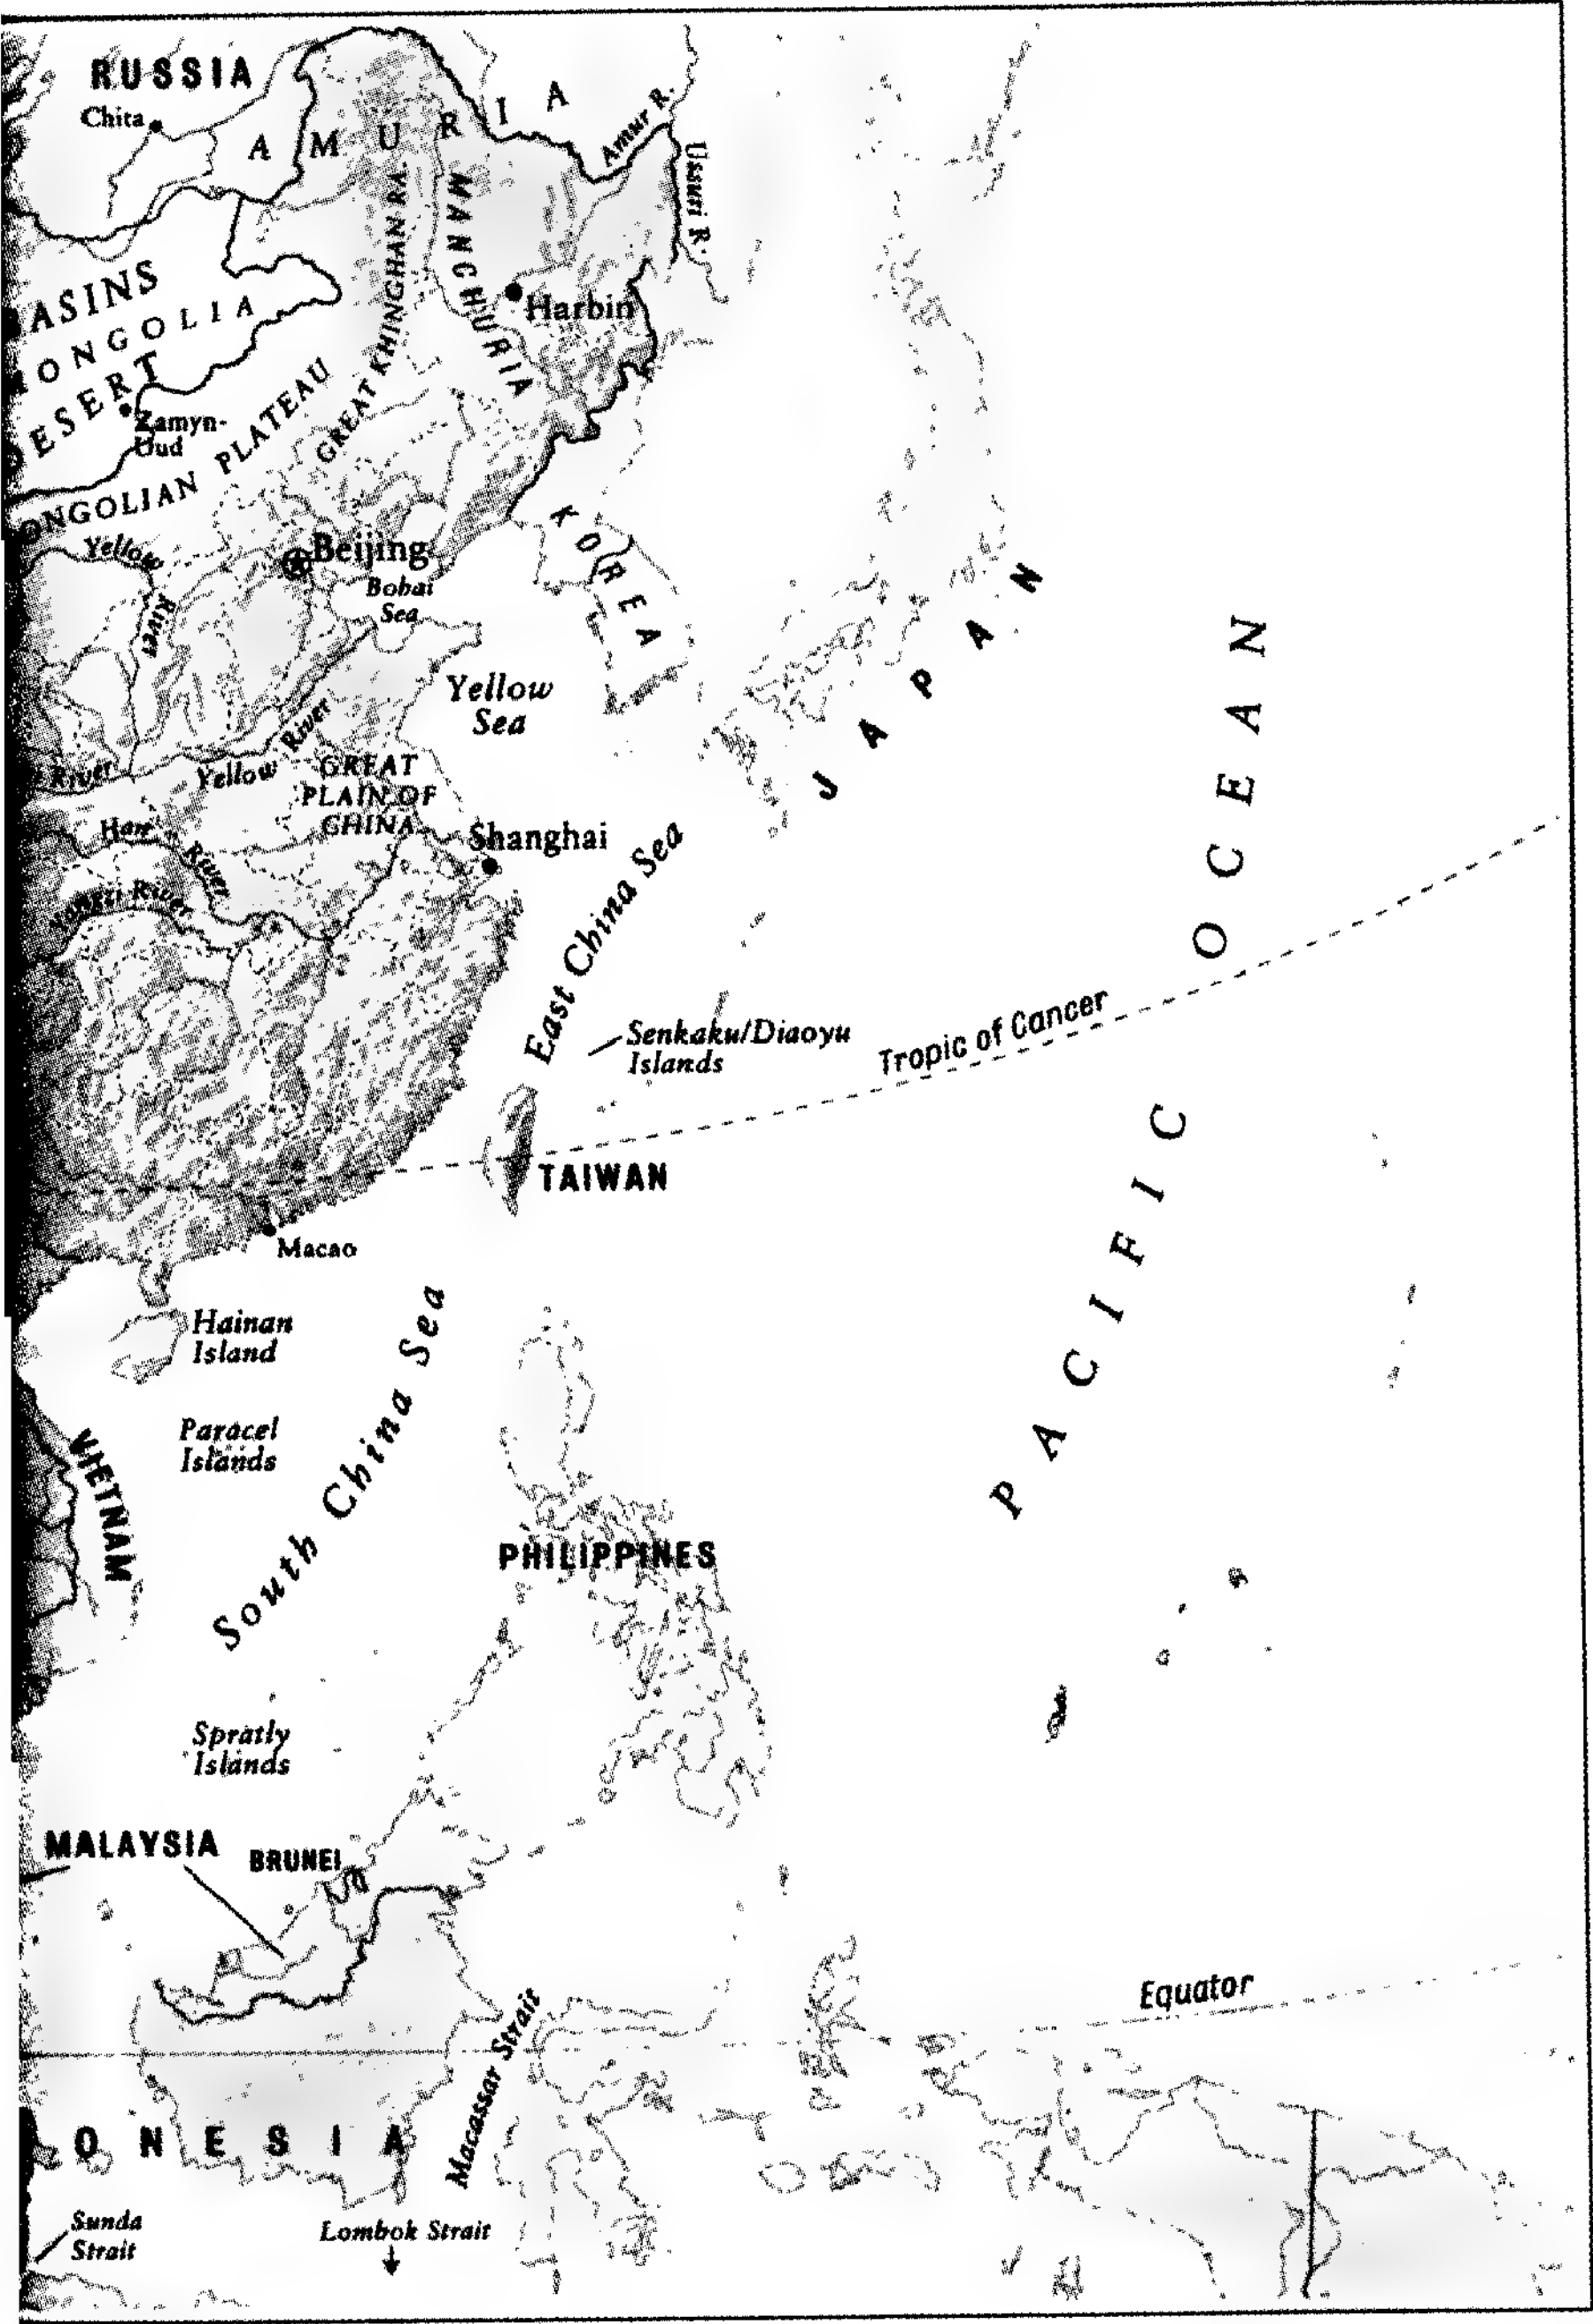 RUSSIA
Chita
AMURIA
Amur R.
Ussuri R.
MANCHURIA
GREAT KHINGHAN RA.
Harbin
ASINS
ONGOLIA
DESERT
Zamyn-
Uud
ONGOLIAN PLATEAU
KOREA
Yellow
River
Beijing
Bohai
Sea
JAPAN
Yellow
Sea
PACIFIC OCEAN
River
Yellow River
GREAT
PLAIN OF
CHINA
Han River
Shanghai
Yangzi River
East China Sea
Senkaku/Diaoyu
Islands
Tropic of Cancer
TAIWAN
Macao
Hainan
Island
South China Sea
Paracel
Islands
VIETNAM
PHILIPPINES
Spratly
Islands
MALAYSIA
BRUNEI
Equator
Macassar Strait
ONESIA
Sunda
Strait
Lombok Strait